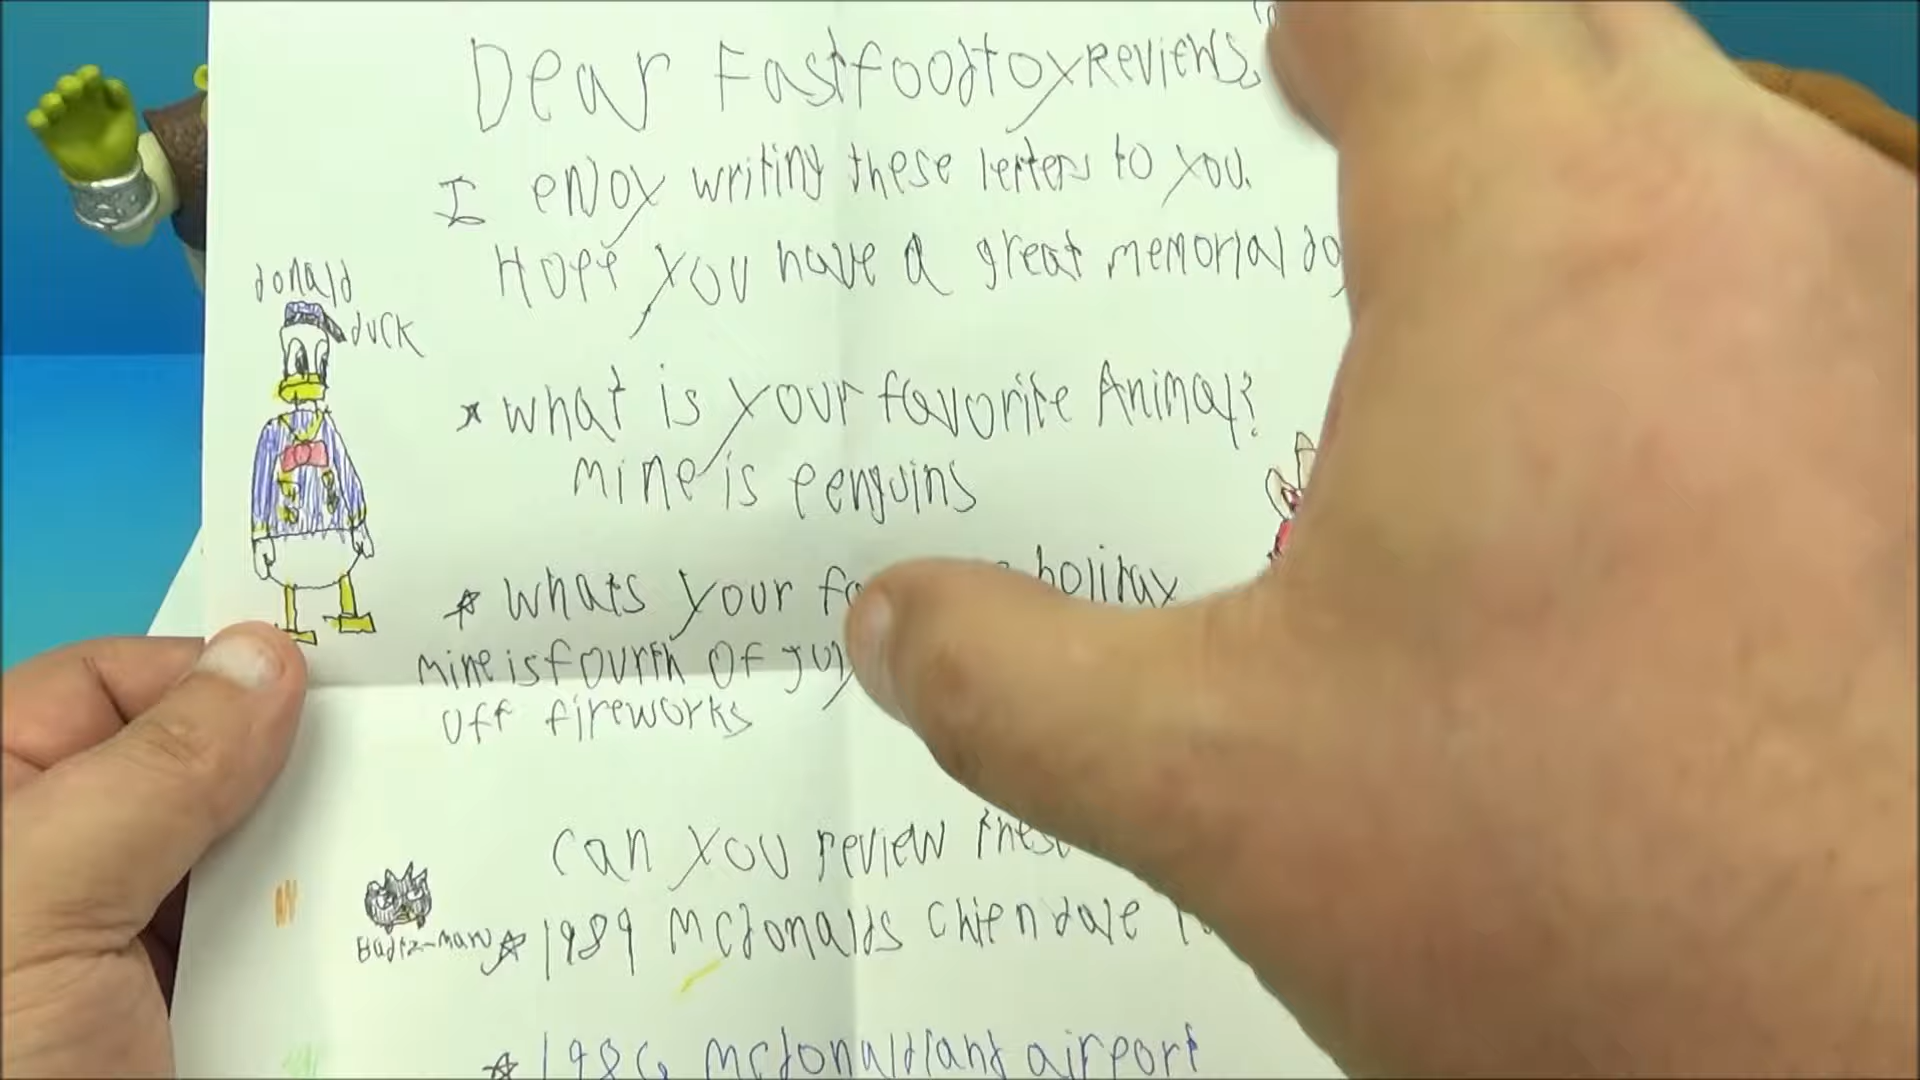 Dear FastfoodtoyReviews,
I enjoy writing these letters to you.
Hope you have a great memorial
donald
duck
* what is your favorite Animal?
mine is penguins
* whats your
mine is fourth of
off fireworks
can you review these
Badtz-maru
* 1989 Mcdonalds Chip n dale
* 1986 mcdonaldland airport